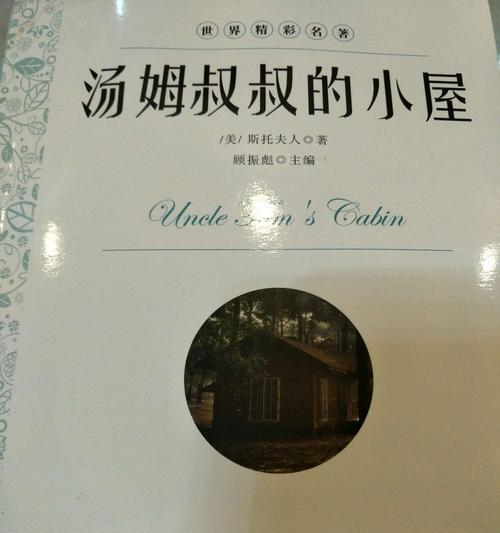 世界精彩名著
汤姆叔叔的小屋
/美/ 斯托夫人◎著
顾振彪◎主编
Uncle Tom's Cabin